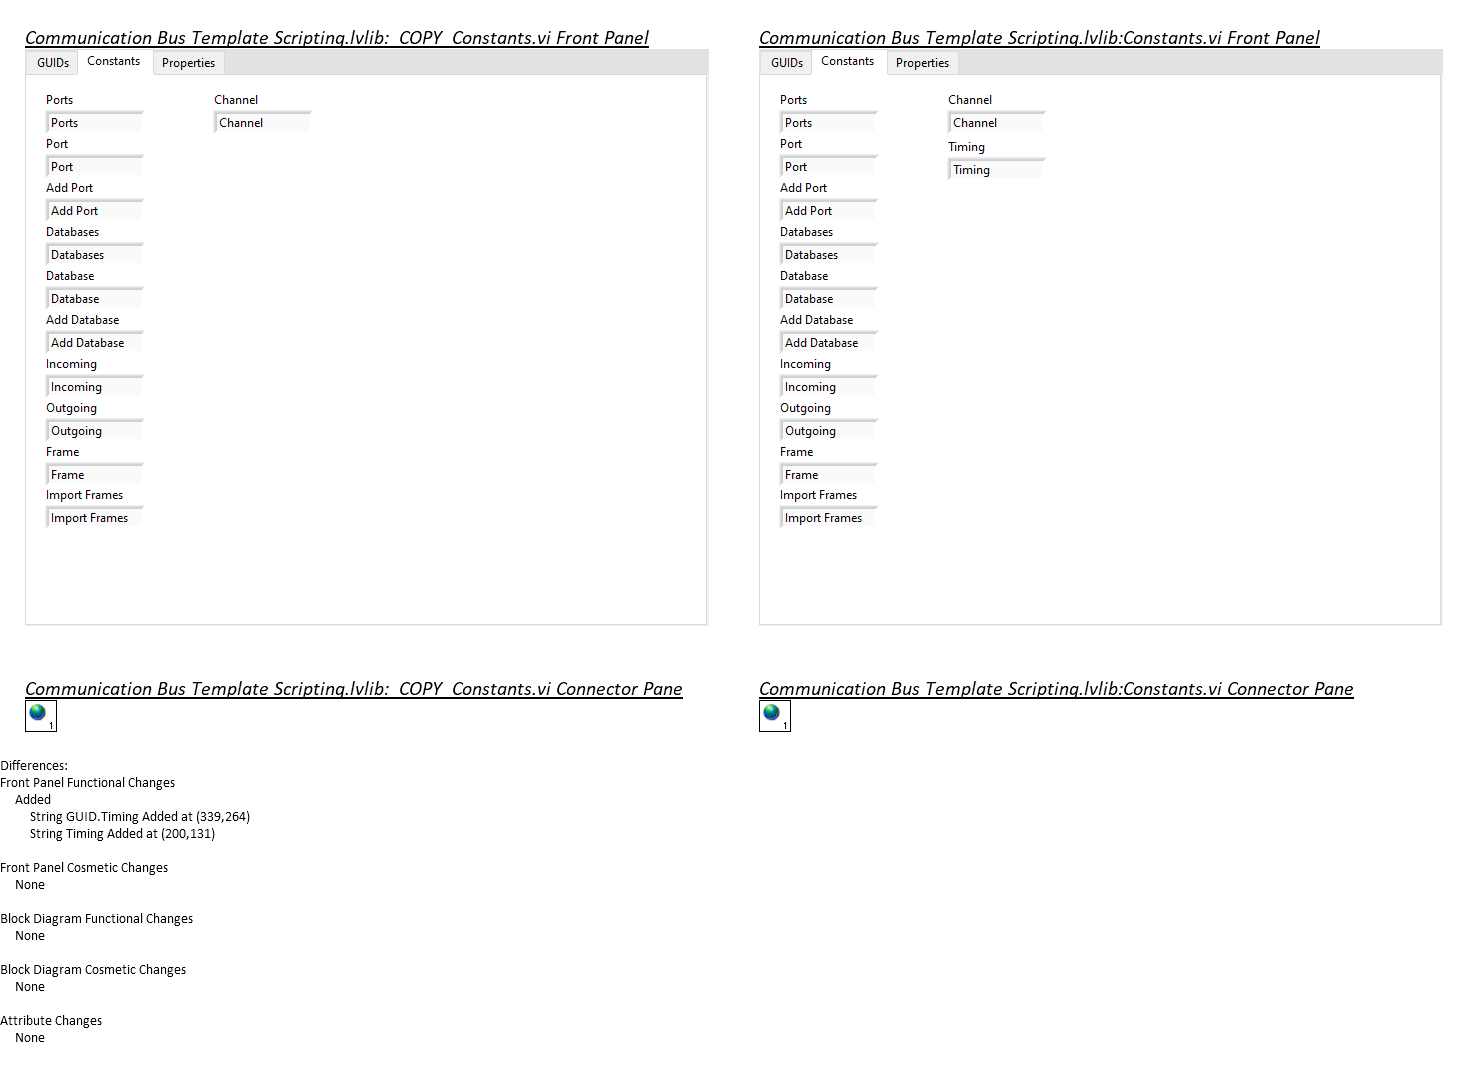 Communication Bus Template Scripting.lvlib:_COPY_Constants.vi Front Panel
GUIDs Constants Properties
Ports
Ports
Port
Port
Add Port
Add Port
Databases
Databases
Database
Database
Add Database
Add Database
Incoming
Incoming
Outgoing
Outgoing
Frame
Frame
Import Frames
Import Frames
Channel
Channel
Communication Bus Template Scripting.lvlib:Constants.vi Front Panel
GUIDs Constants Properties
Ports
Ports
Port
Port
Add Port
Add Port
Databases
Databases
Database
Database
Add Database
Add Database
Incoming
Incoming
Outgoing
Outgoing
Frame
Frame
Import Frames
Import Frames
Channel
Channel
Timing
Timing
Communication Bus Template Scripting.lvlib:_COPY_Constants.vi Connector Pane
1
Communication Bus Template Scripting.lvlib:Constants.vi Connector Pane
1
Differences:
Front Panel Functional Changes
Added
String GUID.Timing Added at (339,264)
String Timing Added at (200,131)
Front Panel Cosmetic Changes
None
Block Diagram Functional Changes
None
Block Diagram Cosmetic Changes
None
Attribute Changes
None